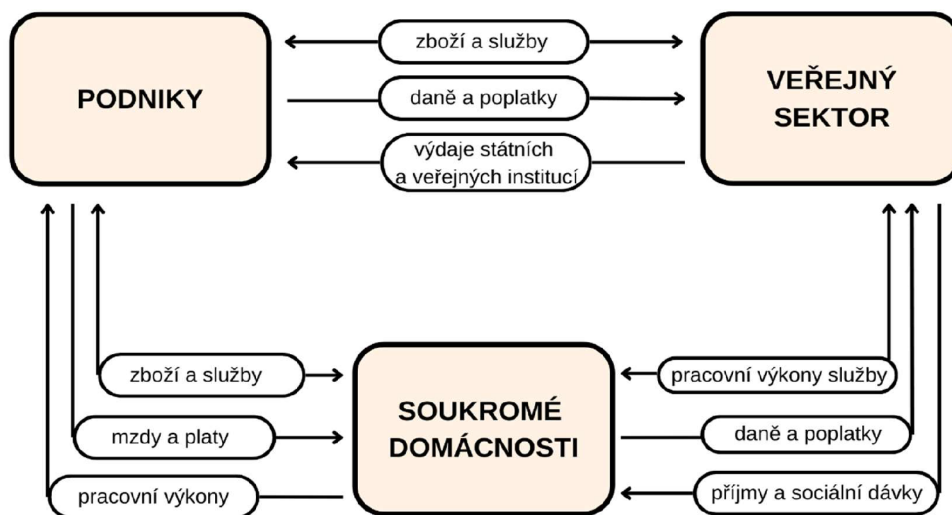 zboží a služby
PODNIKY
daně a poplatky
VEŘEJNÝ
SEKTOR
výdaje státních
a veřejných institucí
zboží a služby
SOUKROMÉ
DOMÁCNOSTI
pracovní výkony služby
mzdy a platy
daně a poplatky
pracovní výkony
příjmy a sociální dávky